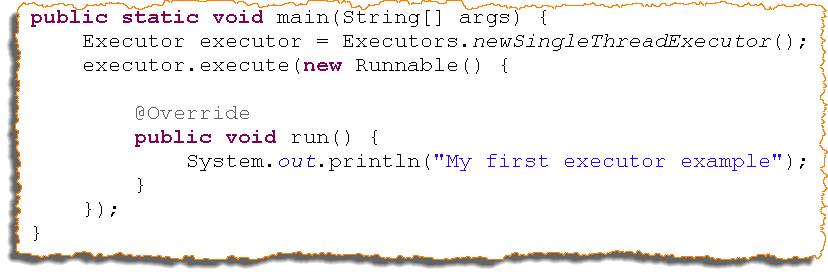 public static void main(String[] args) {
    Executor executor = Executors.newSingleThreadExecutor();
    executor.execute(new Runnable() {
        @Override
        public void run() {
            System.out.println("My first executor example");
        }
    });
}